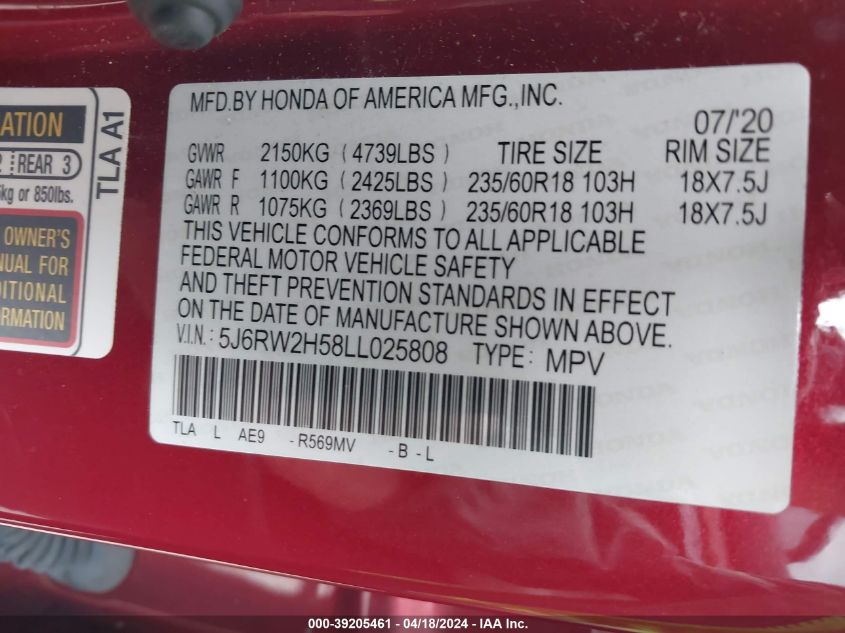 ATION
2 REAR 3
kg or 850lbs.
OWNER'S
NUAL FOR
DITIONAL
FORMATION
TLA A1
MFD.BY HONDA OF AMERICA MFG.,INC.
07/'20
GVWR 2150KG (4739LBS) TIRE SIZE RIM SIZE
GAWR F 1100KG (2425LBS) 235/60R18 103H 18X7.5J
GAWR R 1075KG (2369LBS) 235/60R18 103H 18X7.5J
THIS VEHICLE CONFORMS TO ALL APPLICABLE
FEDERAL MOTOR VEHICLE SAFETY
AND THEFT PREVENTION STANDARDS IN EFFECT
ON THE DATE OF MANUFACTURE SHOWN ABOVE.
V.I.N.: 5J6RW2H58LL025808 TYPE: MPV
TLA L AE9 -R569MV -B-L
000-39205461 - 04/18/2024 - IAA Inc.